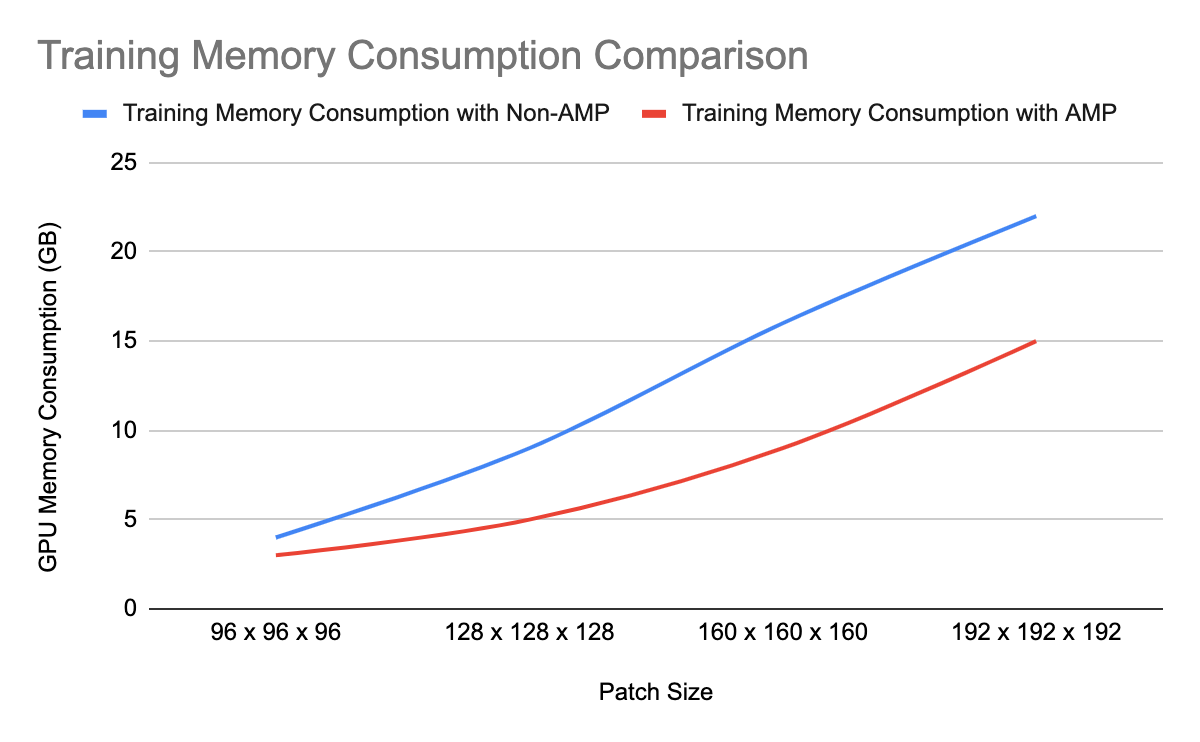 Training Memory Consumption Comparison
Training Memory Consumption with Non-AMP
Training Memory Consumption with AMP
GPU Memory Consumption (GB)
25
20
15
10
5
0
96 x 96 x 96
128 x 128 x 128
160 x 160 x 160
192 x 192 x 192
Patch Size